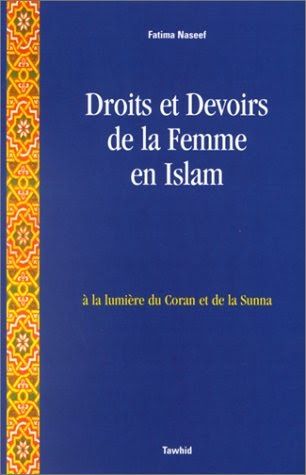 Fatima Naseef
Droits et Devoirs
de la Femme
en Islam
à la lumière du Coran et de la Sunna
Tawhid